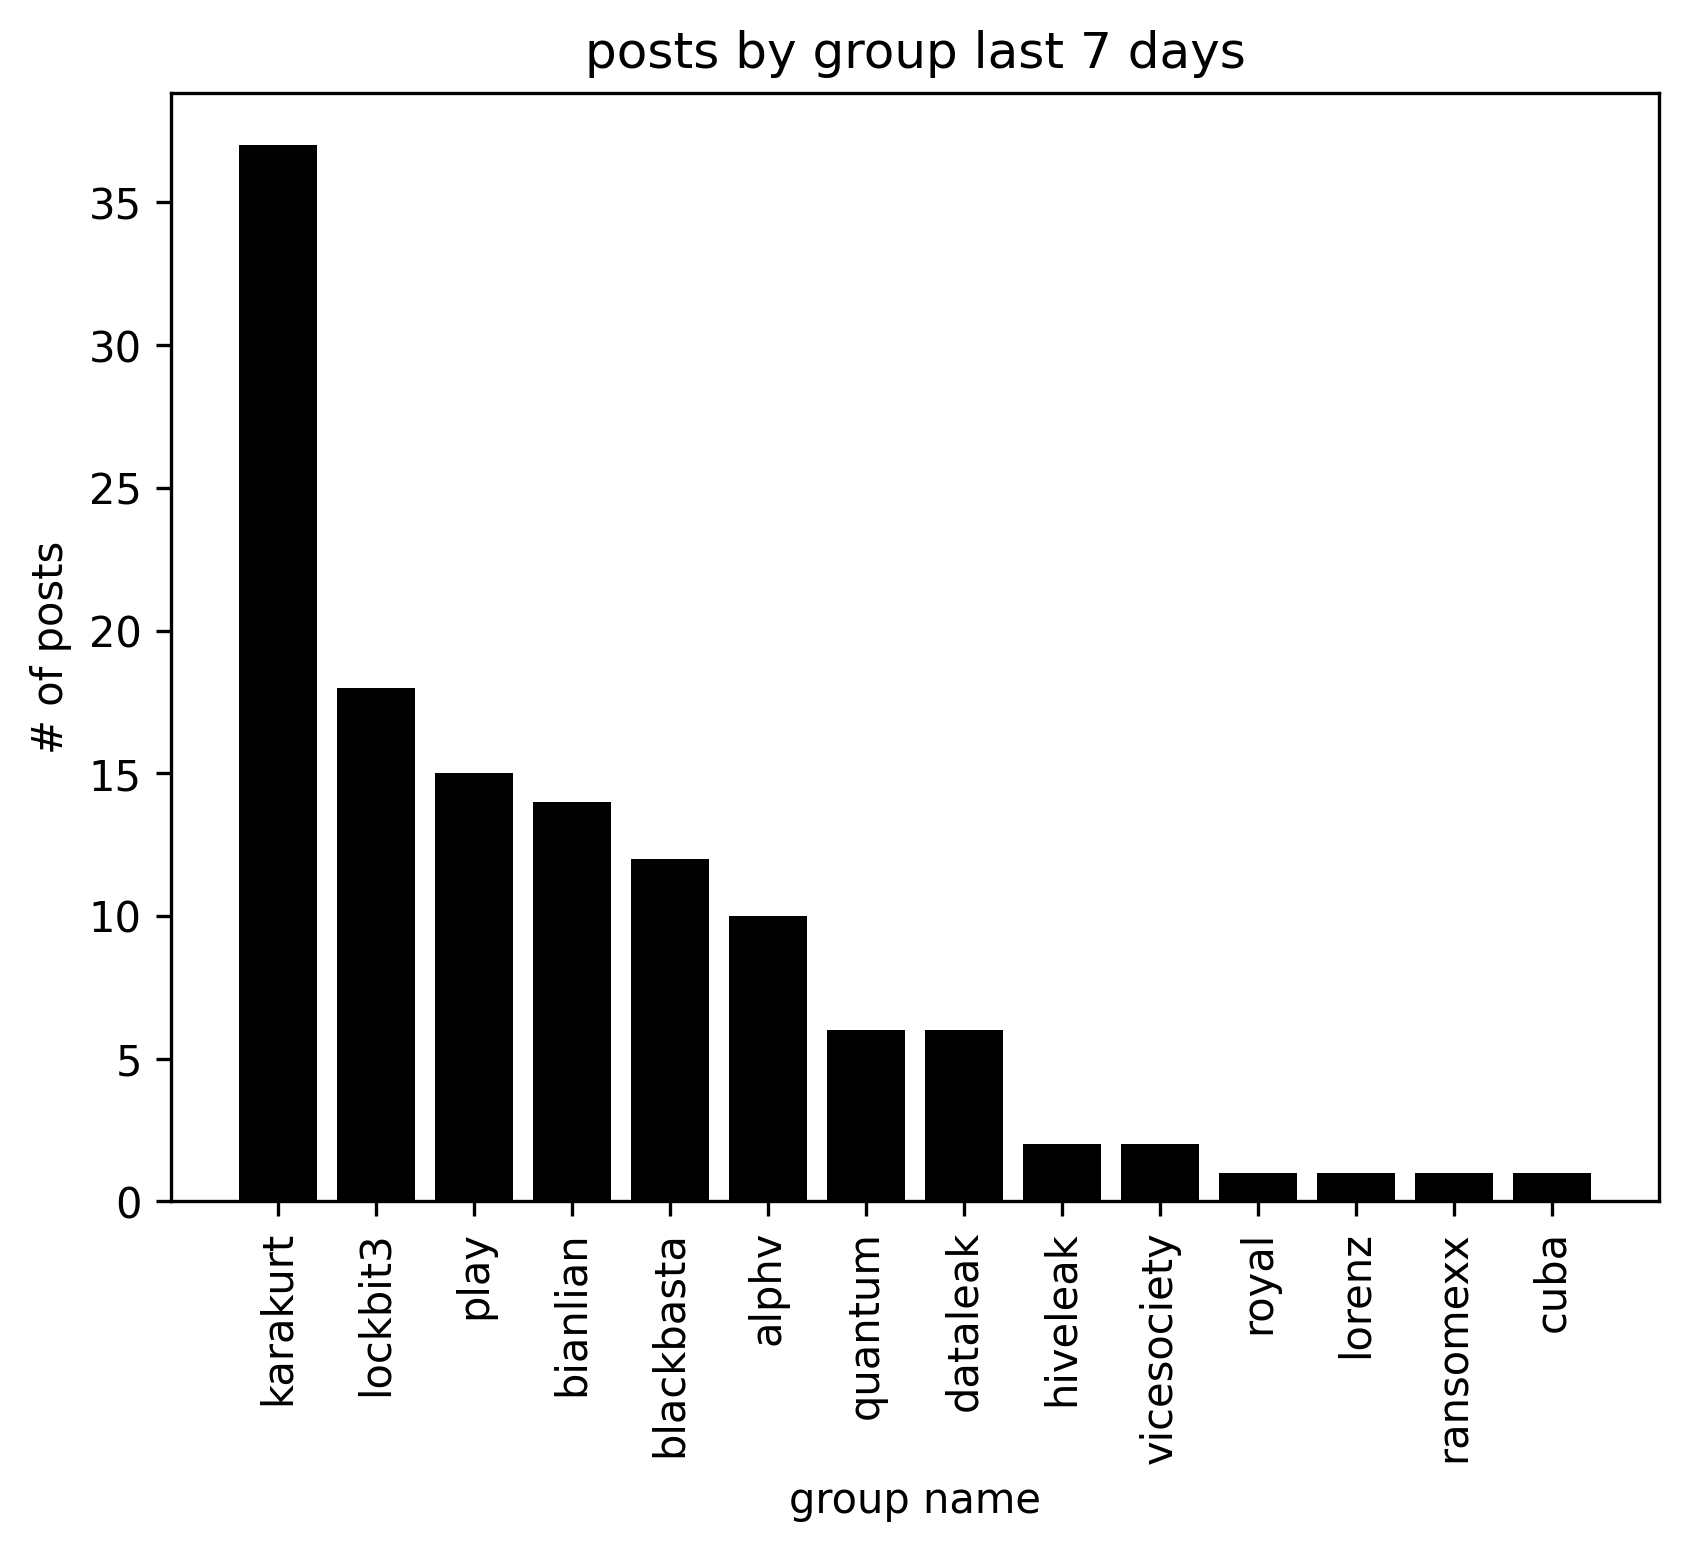 posts by group last 7 days
# of posts
35
30
25
20
15
10
5
0
karakurt
lockbit3
play
bianlian
blackbasta
alphv
quantum
dataleak
hiveleak
vicesociety
royal
lorenz
ransomexx
cuba
group name